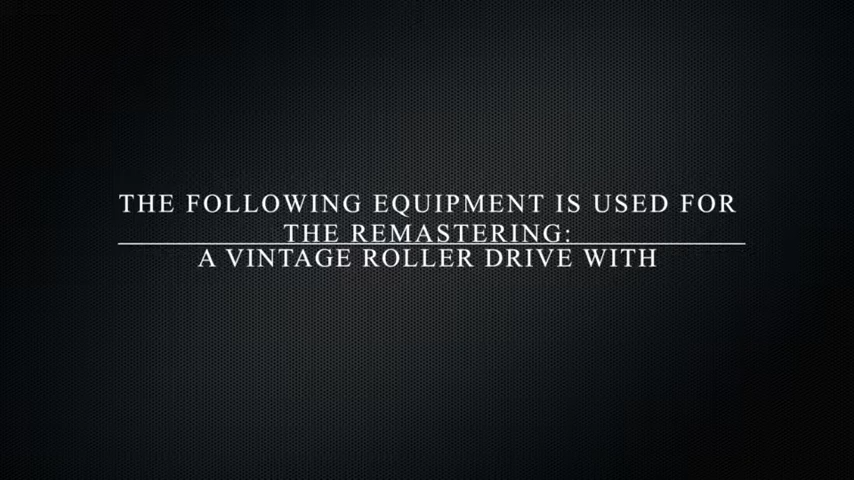 THE FOLLOWING EQUIPMENT IS USED FOR
THE REMASTERING:
A VINTAGE ROLLER DRIVE WITH